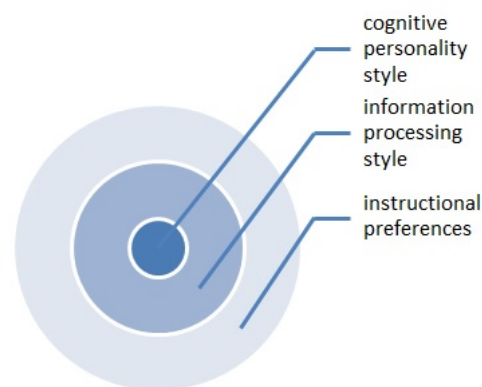 cognitive
personality
style
information
processing
style
instructional
preferences